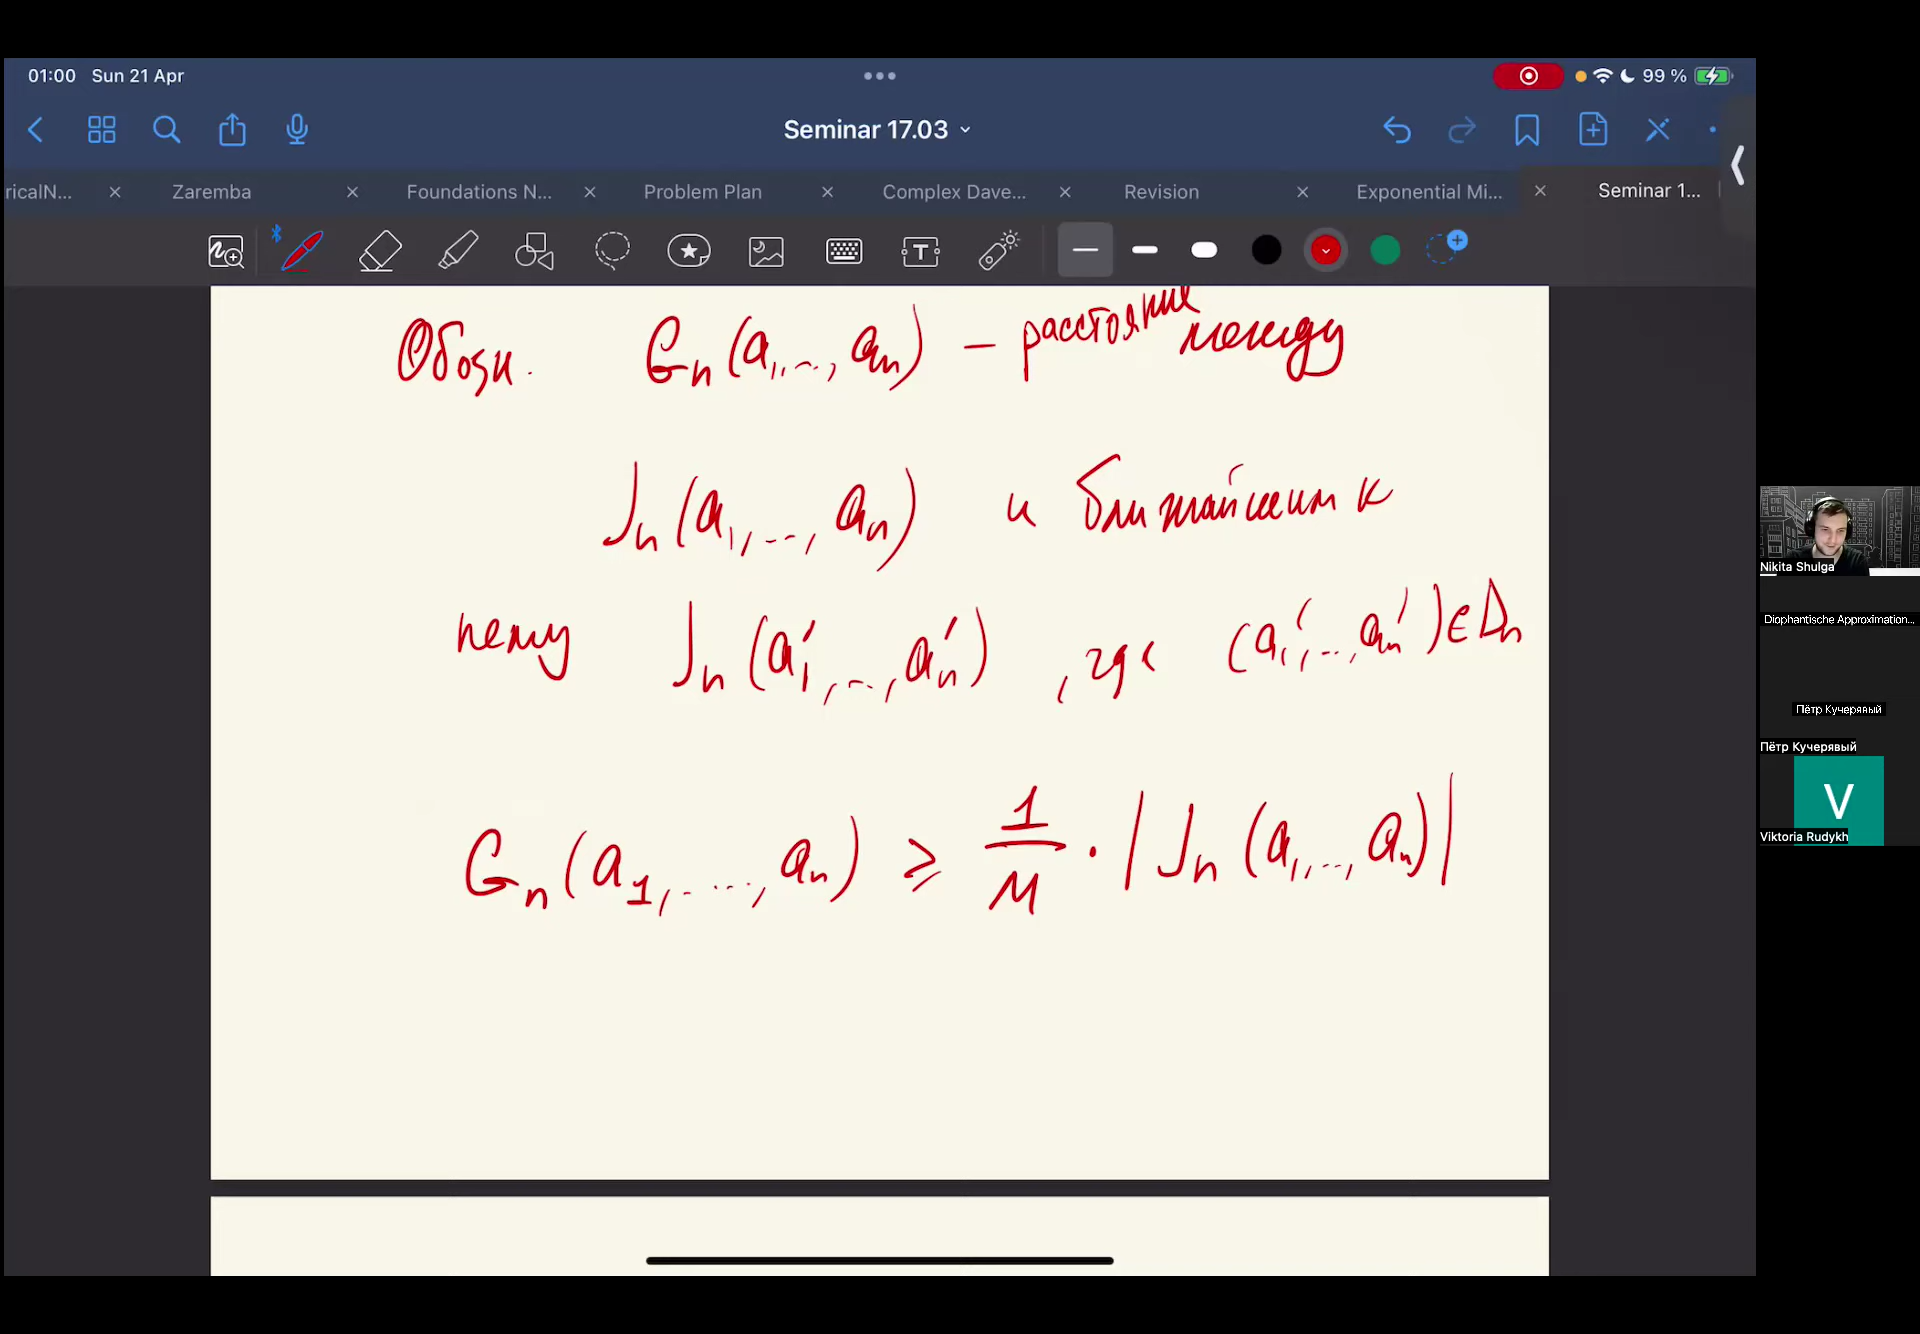 01:00 Sun 21 Apr
99 %
Seminar 17.03
ricalN...
Zaremba
Foundations N...
Problem Plan
Complex Dave...
Revision
Exponential Mi...
Seminar 1...
Обозн. Gₙ(a₁,...,aₙ) – расстояние между
Jₙ(a₁,...,aₙ) и ближайшим к
нему Jₙ(a₁',...,aₙ'), где (a₁',...,aₙ')∈Dₙ
Gₙ(a₁,....,aₙ) ⩾ 1/M · |Jₙ(a₁,...,aₙ)|
Nikita Shulga
Diophantische Approximation...
Пётр Кучерявый
Пётр Кучерявый
V
Viktoria Rudykh